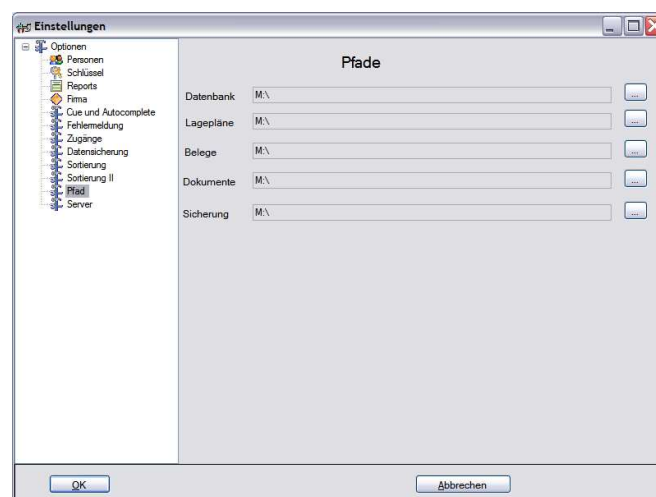 Einstellungen
Optionen
Personen
Schlüssel
Reports
Firma
Cue und Autocomplete
Fehlermeldung
Zugänge
Datensicherung
Sortierung
Sortierung II
Pfad
Server
Pfade
Datenbank M:\ ...
Lagepläne M:\ ...
Belege M:\ ...
Dokumente M:\ ...
Sicherung M:\ ...
OK Abbrechen